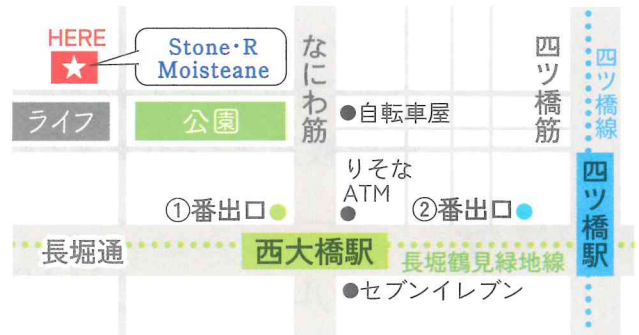 HERE
Stone・R
Moisteane
なにわ筋
四ツ橋筋
四ツ橋線
ライフ
公園
●自転車屋
りそな
ATM
①番出口
②番出口
四ツ橋駅
長堀通
西大橋駅
長堀鶴見緑地線
●セブンイレブン